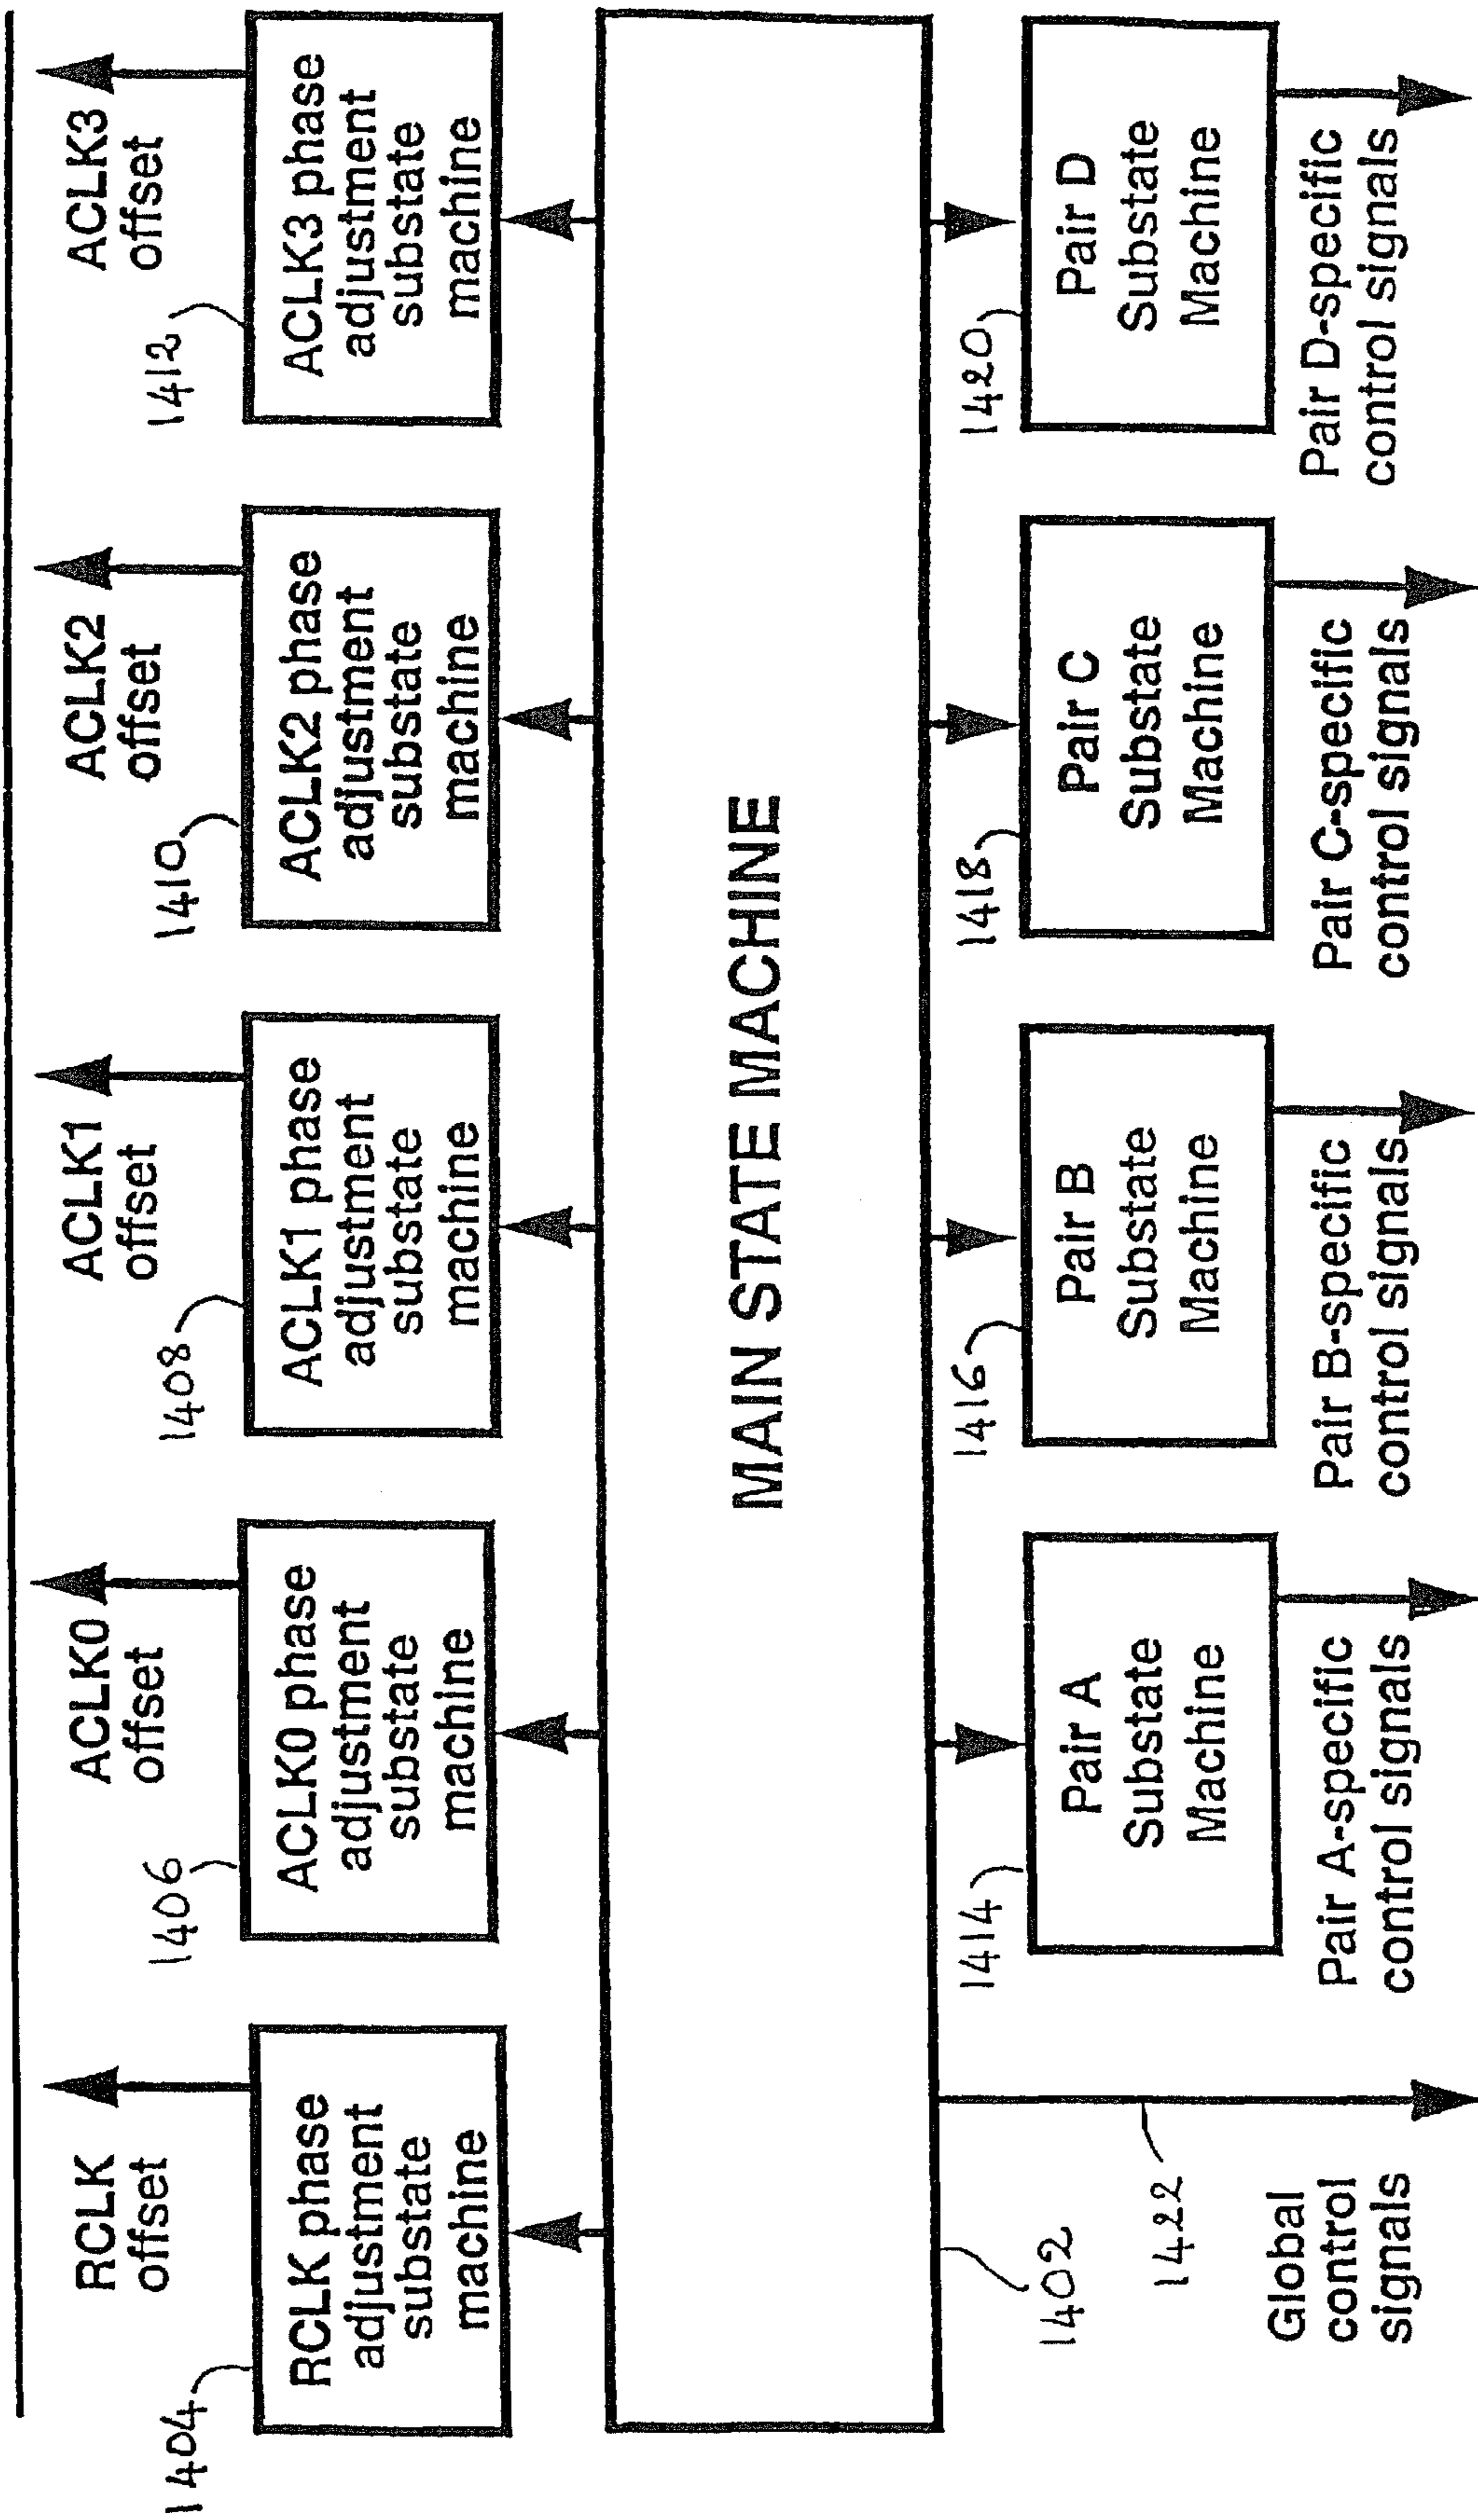 RCLK
offset
ACLK0
offset
ACLK1
offset
ACLK2
offset
ACLK3
offset
1404
1406
1408
1410
1412
RCLK phase
adjustment
substate
machine
ACLK0 phase
adjustment
substate
machine
ACLK1 phase
adjustment
substate
machine
ACLK2 phase
adjustment
substate
machine
ACLK3 phase
adjustment
substate
machine
MAIN STATE MACHINE
1402
1422
1414
1416
1418
1420
Pair A
Substate
Machine
Pair B
Substate
Machine
Pair C
Substate
Machine
Pair D
Substate
Machine
Global
control
signals
Pair A-specific
control signals
Pair B-specific
control signals
Pair C-specific
control signals
Pair D-specific
control signals